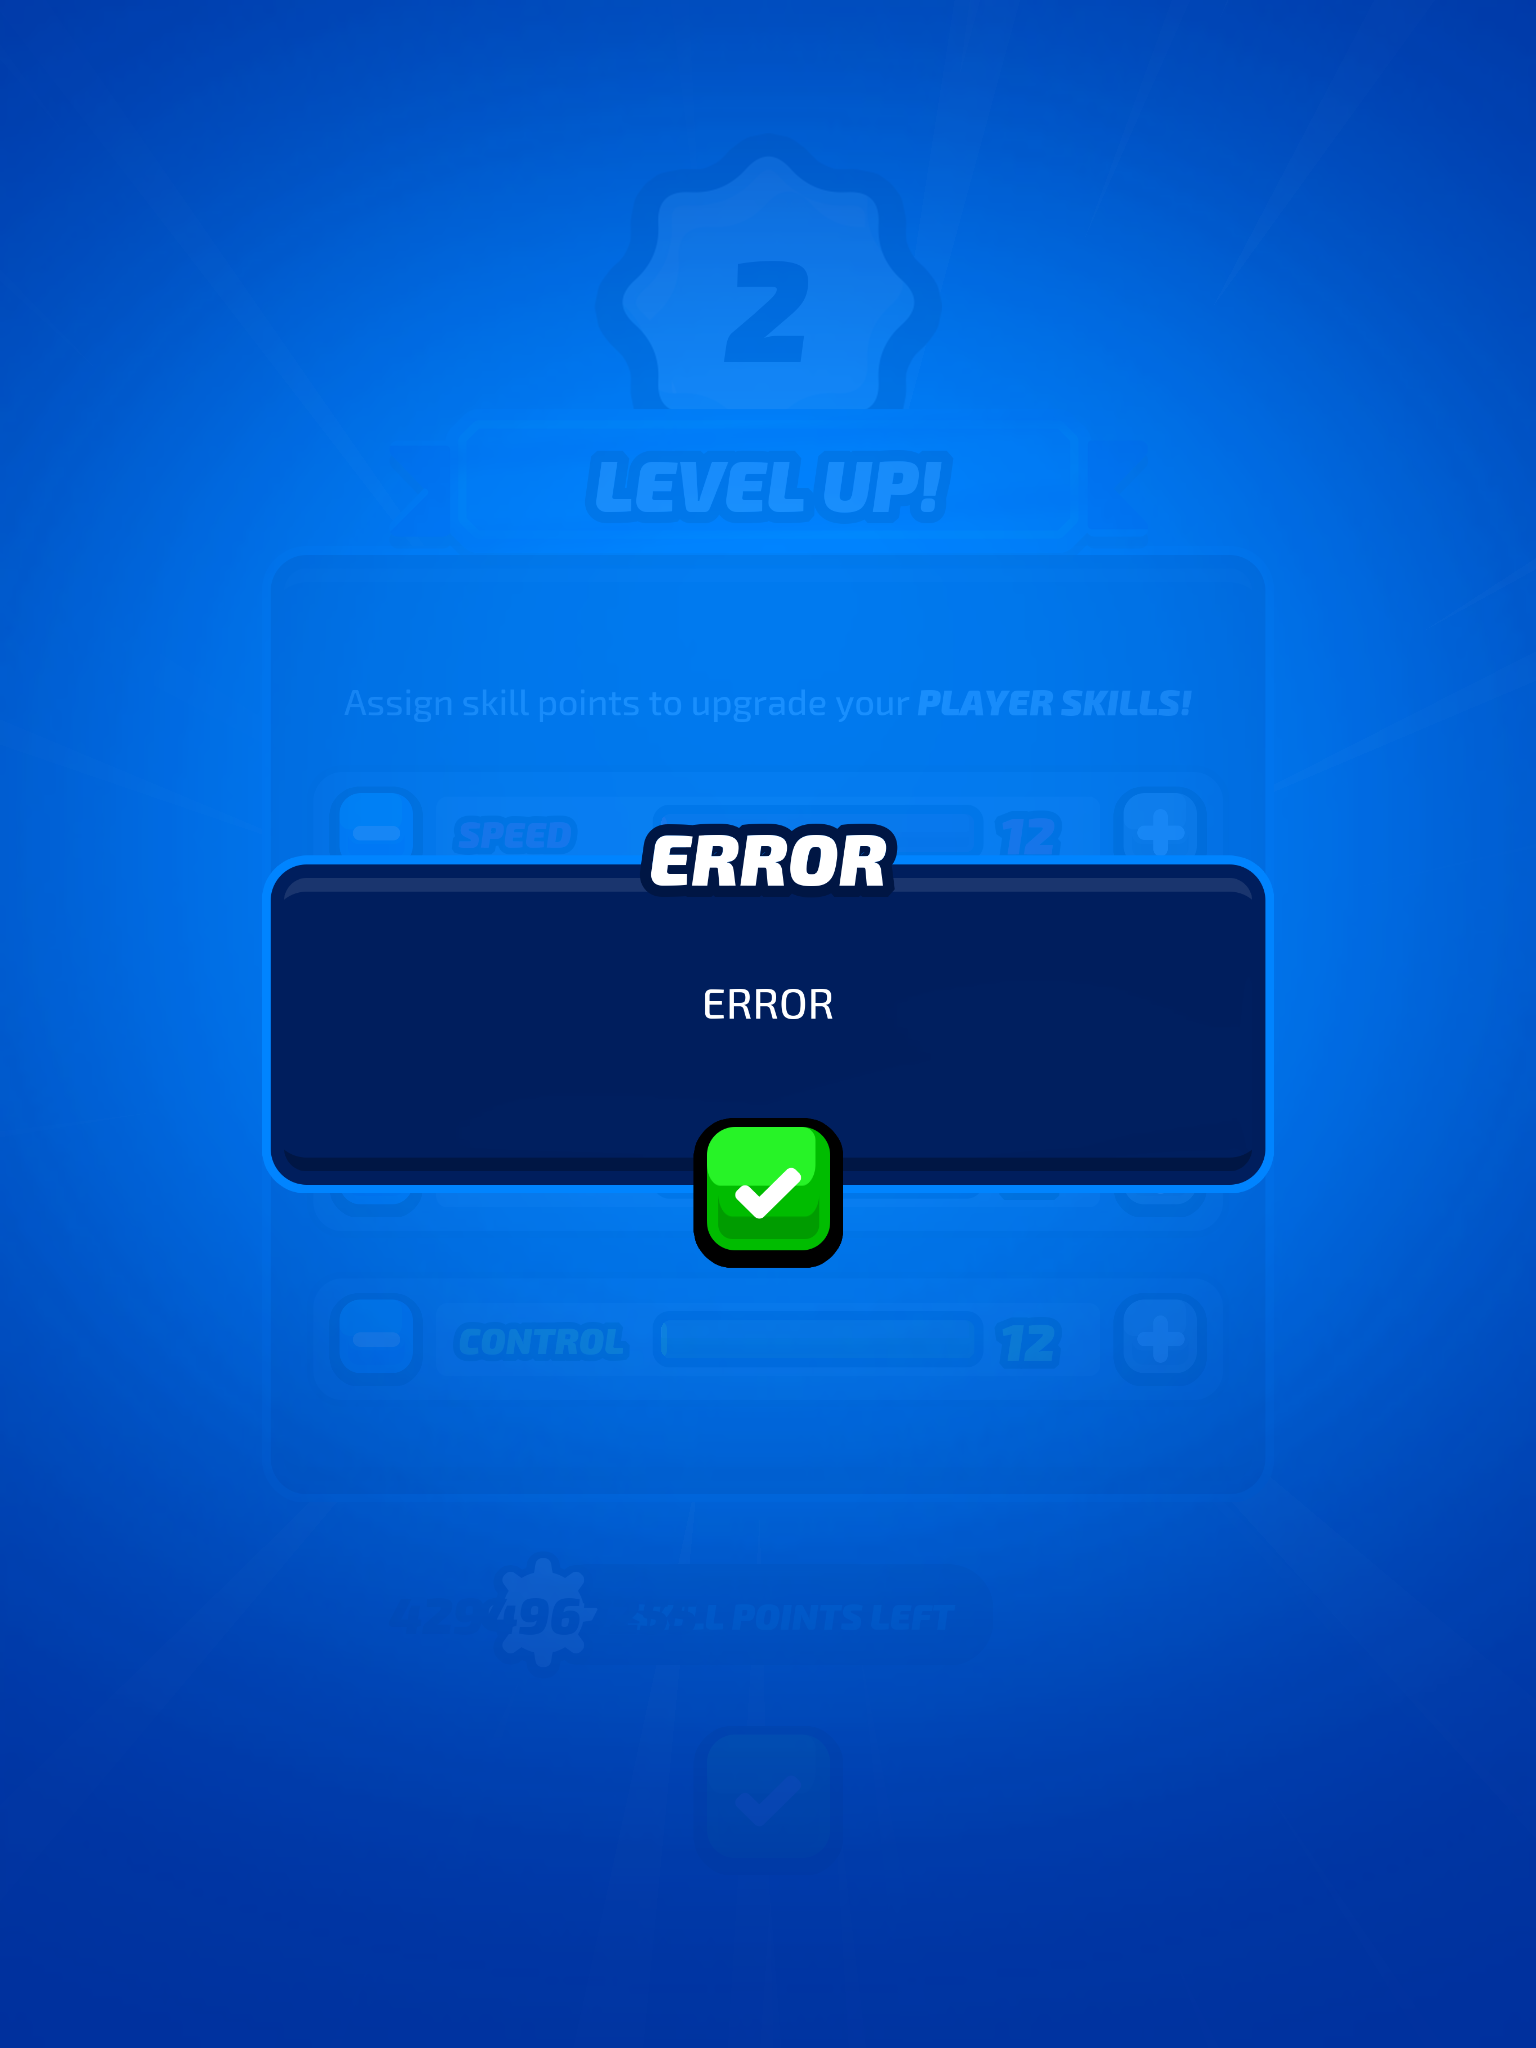 2
LEVEL UP!
Assign skill points to upgrade your PLAYER SKILLS!
SPEED 12
ERROR
ERROR
CONTROL 12
POINTS LEFT